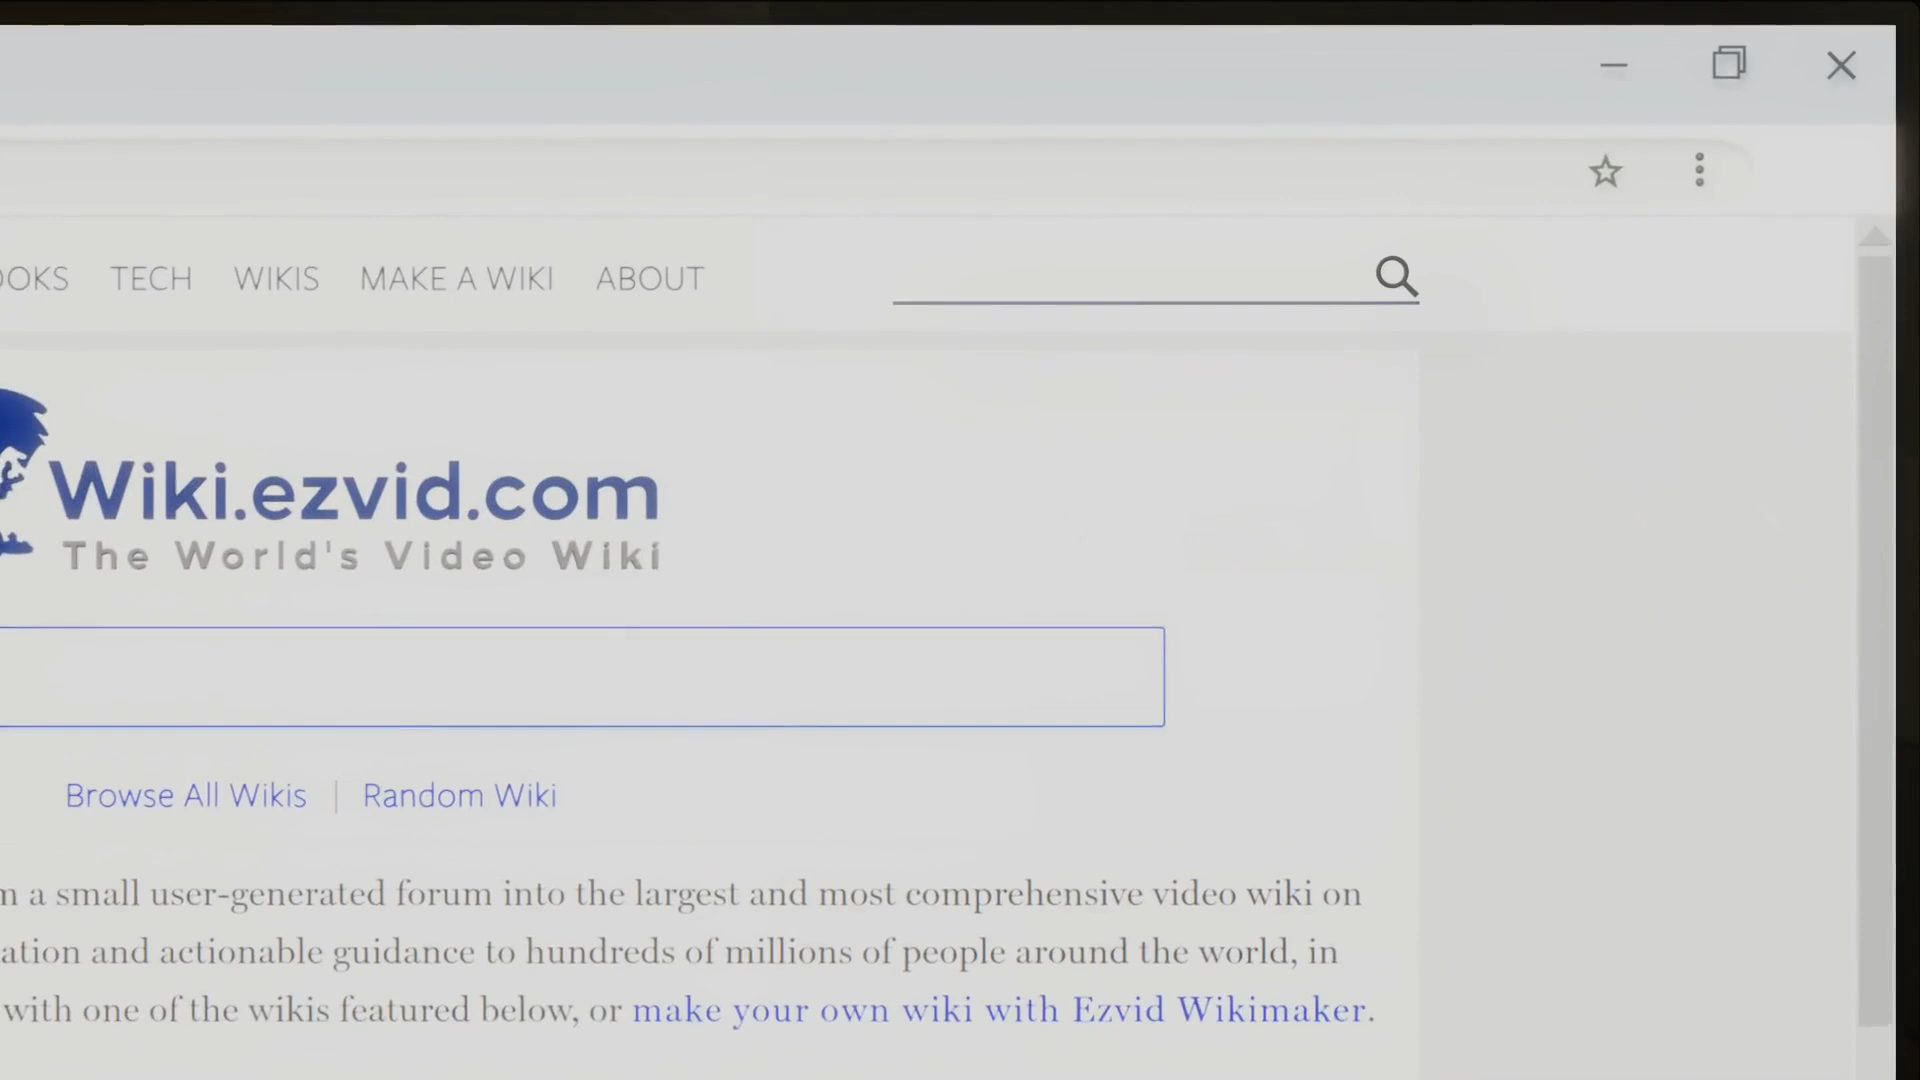 TECH WIKIS MAKE A WIKI ABOUT
Wiki.ezvid.com
The World's Video Wiki
Browse All Wikis | Random Wiki
a small user-generated forum into the largest and most comprehensive video wiki on
and actionable guidance to hundreds of millions of people around the world, in
with one of the wikis featured below, or make your own wiki with Ezvid Wikimaker.